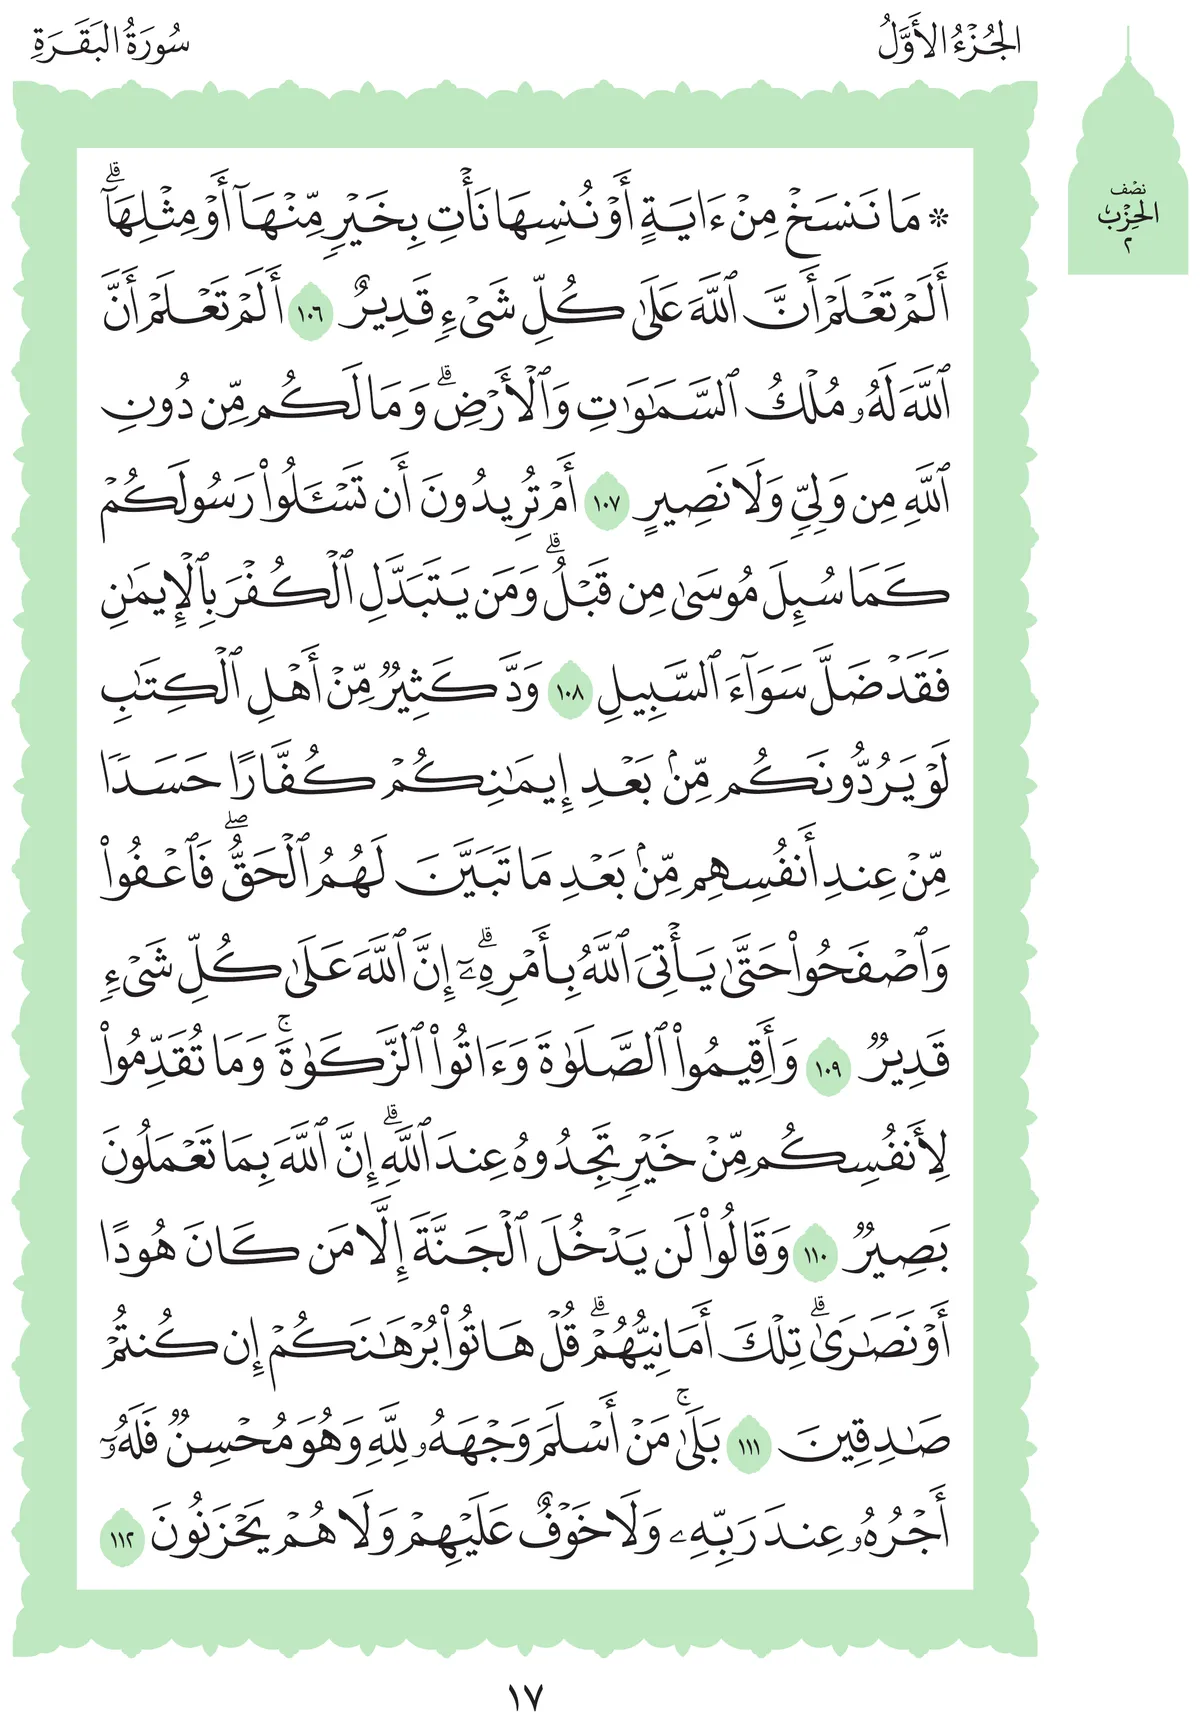 الجُزْءُ الأَوَّلُ
سُورَةُ البَقَرَةِ
نصف
الحِزْب
٢
۞ مَا نَنسَخۡ مِنۡ ءَايَةٍ أَوۡ نُنسِهَا نَأۡتِ بِخَيۡرٖ مِّنۡهَآ أَوۡ مِثۡلِهَآۗ
أَلَمۡ تَعۡلَمۡ أَنَّ ٱللَّهَ عَلَىٰ كُلِّ شَيۡءٖ قَدِيرٌ ١٠٦ أَلَمۡ تَعۡلَمۡ أَنَّ
ٱللَّهَ لَهُۥ مُلۡكُ ٱلسَّمَٰوَٰتِ وَٱلۡأَرۡضِۗ وَمَا لَكُم مِّن دُونِ
ٱللَّهِ مِن وَلِيّٖ وَلَا نَصِيرٍ ١٠٧ أَمۡ تُرِيدُونَ أَن تَسۡـَٔلُواْ رَسُولَكُمۡ
كَمَا سُئِلَ مُوسَىٰ مِن قَبۡلُۗ وَمَن يَتَبَدَّلِ ٱلۡكُفۡرَ بِٱلۡإِيمَٰنِ
فَقَدۡ ضَلَّ سَوَآءَ ٱلسَّبِيلِ ١٠٨ وَدَّ كَثِيرٞ مِّنۡ أَهۡلِ ٱلۡكِتَٰبِ
لَوۡ يَرُدُّونَكُم مِّنۢ بَعۡدِ إِيمَٰنِكُمۡ كُفَّارًا حَسَدٗا
مِّنۡ عِندِ أَنفُسِهِم مِّنۢ بَعۡدِ مَا تَبَيَّنَ لَهُمُ ٱلۡحَقُّۖ فَٱعۡفُواْ
وَٱصۡفَحُواْ حَتَّىٰ يَأۡتِيَ ٱللَّهُ بِأَمۡرِهِۦٓۗ إِنَّ ٱللَّهَ عَلَىٰ كُلِّ شَيۡءٖ
قَدِيرٞ ١٠٩ وَأَقِيمُواْ ٱلصَّلَوٰةَ وَءَاتُواْ ٱلزَّكَوٰةَۚ وَمَا تُقَدِّمُواْ
لِأَنفُسِكُم مِّنۡ خَيۡرٖ تَجِدُوهُ عِندَ ٱللَّهِۗ إِنَّ ٱللَّهَ بِمَا تَعۡمَلُونَ
بَصِيرٞ ١١٠ وَقَالُواْ لَن يَدۡخُلَ ٱلۡجَنَّةَ إِلَّا مَن كَانَ هُودًا
أَوۡ نَصَٰرَىٰۗ تِلۡكَ أَمَانِيُّهُمۡۗ قُلۡ هَاتُواْ بُرۡهَٰنَكُمۡ إِن كُنتُمۡ
صَٰدِقِينَ ١١١ بَلَىٰۚ مَنۡ أَسۡلَمَ وَجۡهَهُۥ لِلَّهِ وَهُوَ مُحۡسِنٞ فَلَهُۥٓ
أَجۡرُهُۥ عِندَ رَبِّهِۦ وَلَا خَوۡفٌ عَلَيۡهِمۡ وَلَا هُمۡ يَحۡزَنُونَ ١١٢
١٧